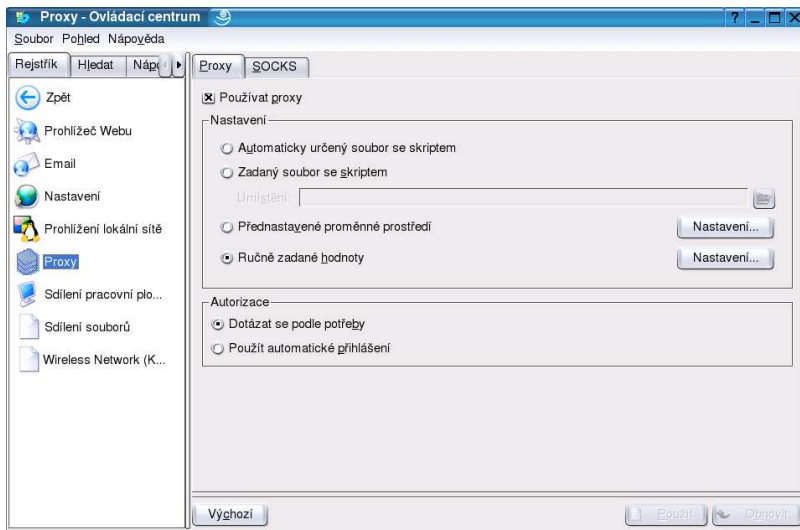 Proxy - Ovládací centrum
Soubor Pohled Nápověda
Rejstřík Hledat
Proxy SOCKS
Zpět
Prohlížeč Webu
Email
Nastavení
Prohlížení lokální sítě
Proxy
Sdílení pracovní plo...
Sdílení souborů
Wireless Network (K...
Používat proxy
Nastavení
Automaticky určený soubor se skriptem
Zadaný soubor se skriptem
Umístění:
Přednastavené proměnné prostředí Nastavení...
Ručně zadané hodnoty Nastavení...
Autorizace
Dotázat se podle potřeby
Použít automatické přihlášení
Výchozí Použít Obnovit